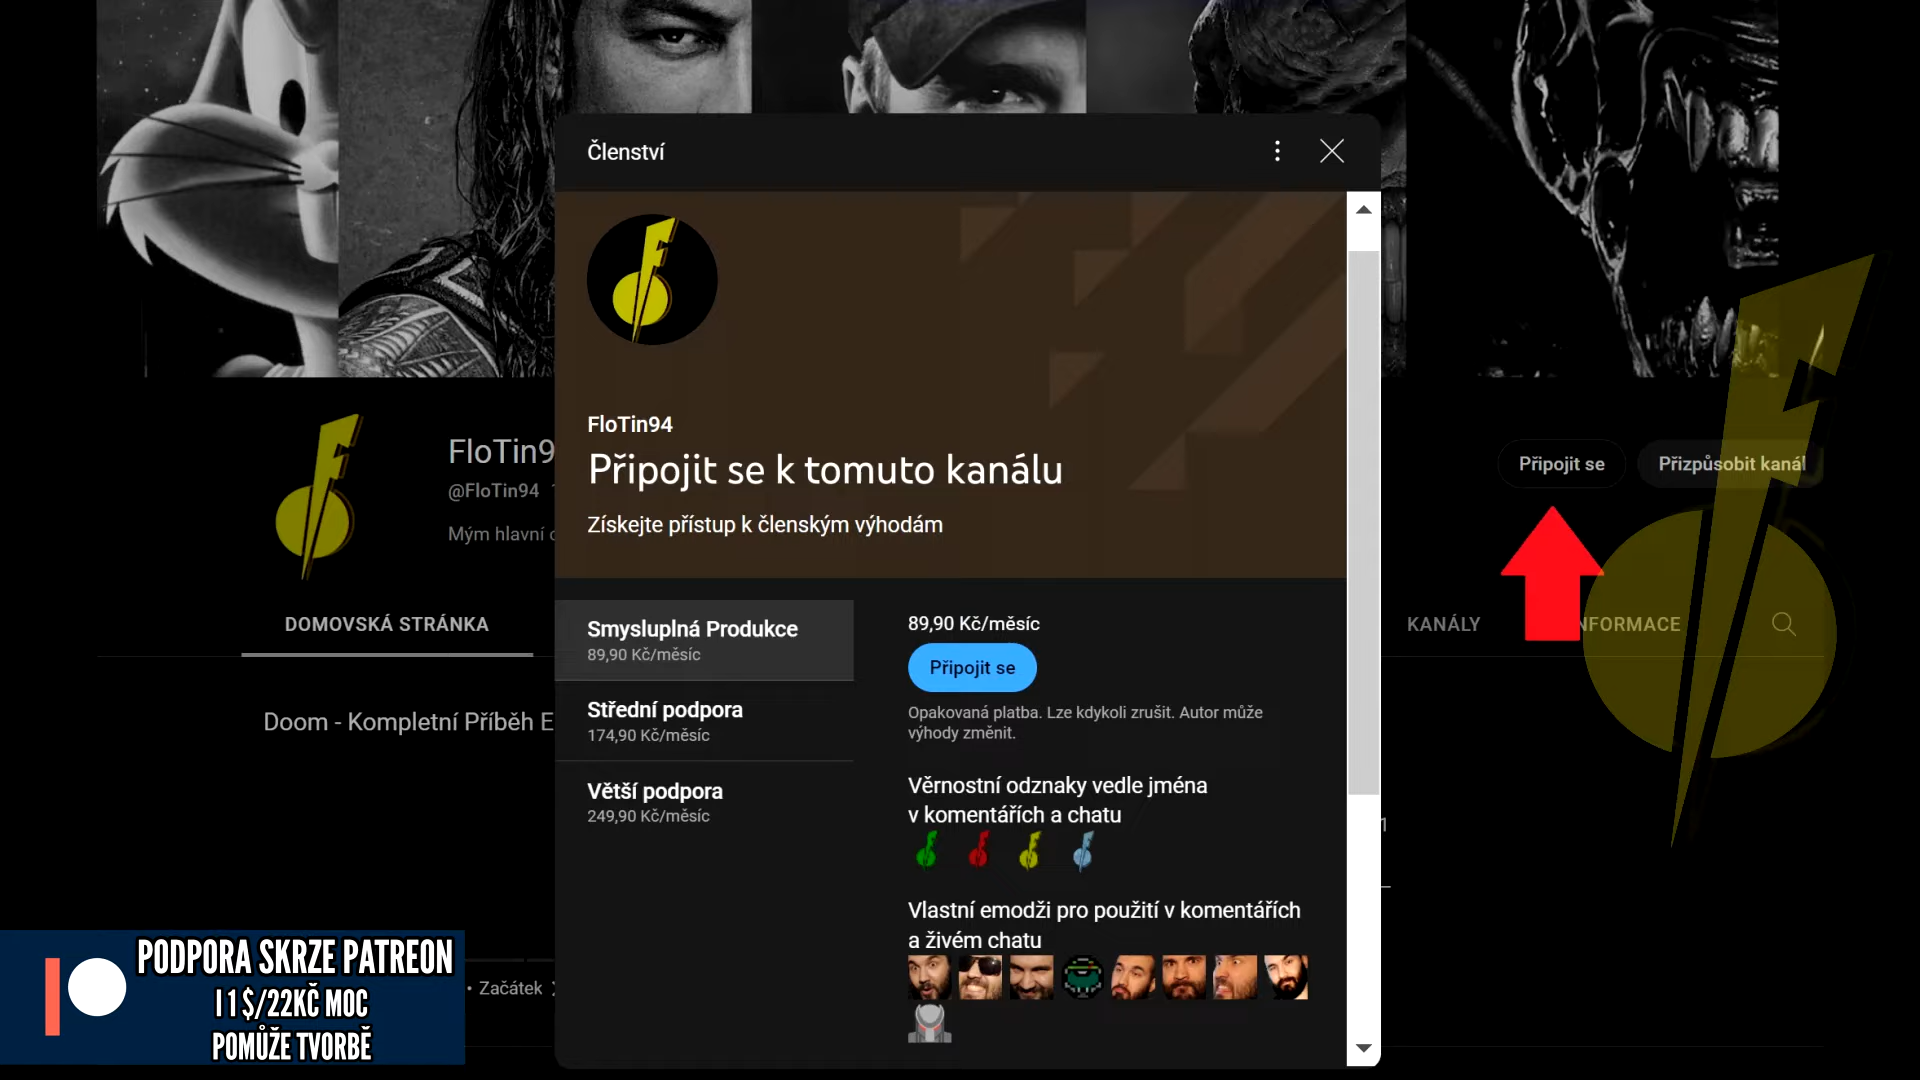 Členství
FloTin94
Připojit se k tomuto kanálu
Získejte přístup k členským výhodám
FloTin9
@FloTin94
Mým hlavní
Připojit se
Přizpůsobit kanál
DOMOVSKÁ STRÁNKA
KANÁLY
NFORMACE
Smysluplná Produkce
89,90 Kč/měsíc
Střední podpora
174,90 Kč/měsíc
Větší podpora
249,90 Kč/měsíc
89,90 Kč/měsíc
Připojit se
Opakovaná platba. Lze kdykoli zrušit. Autor může
výhody změnit.
Věrnostní odznaky vedle jména
v komentářích a chatu
Vlastní emodži pro použití v komentářích
a živém chatu
Doom - Kompletní Příběh E
• Začátek
PODPORA SKRZE PATREON
I 1 $/22KČ MOC
POMŮŽE TVORBĚ